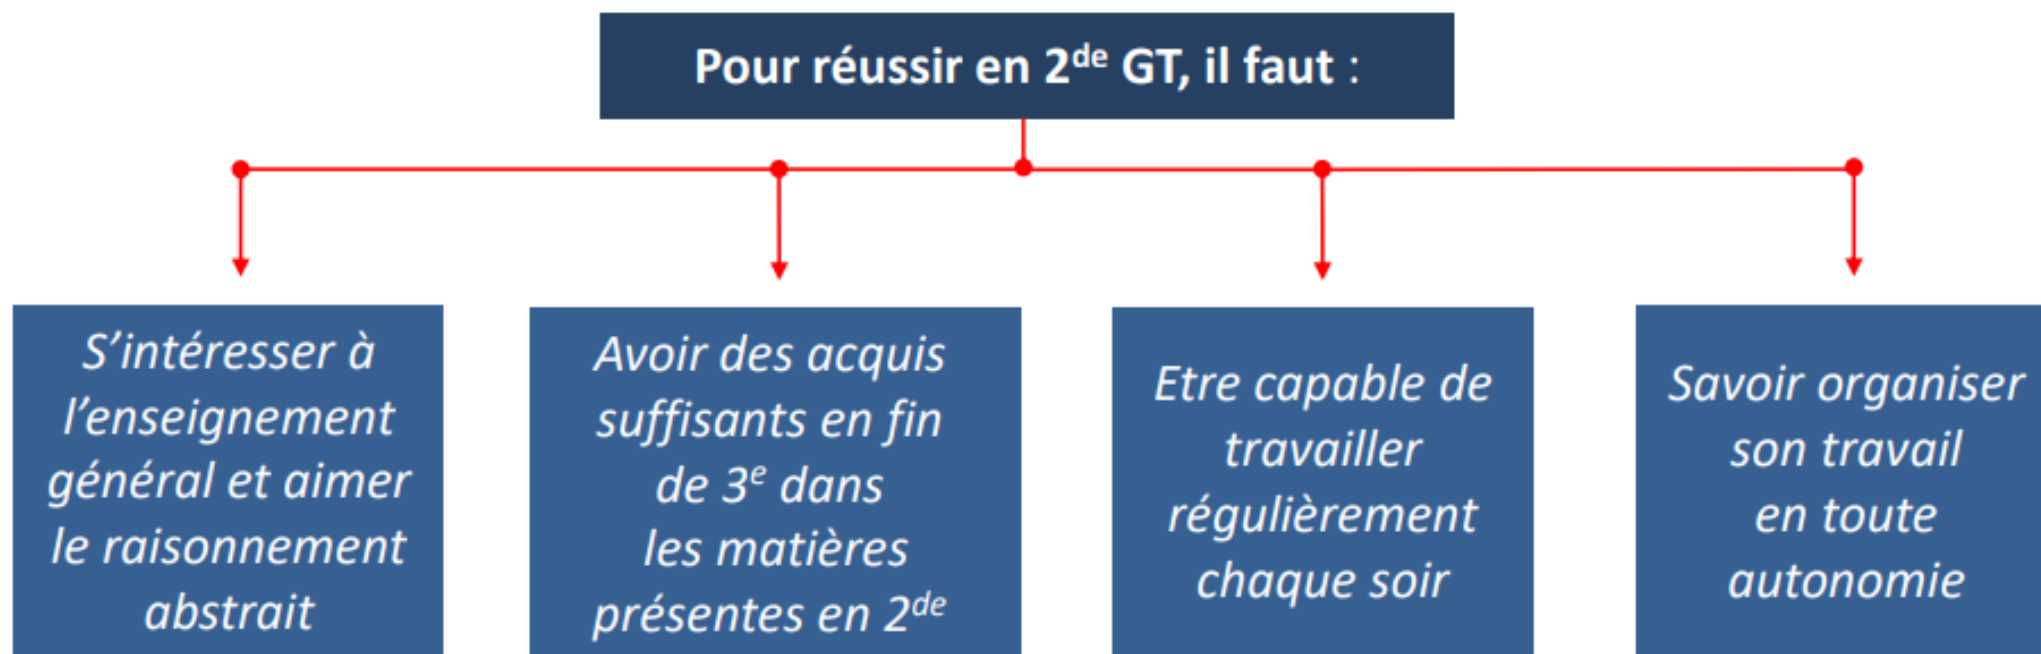 Pour réussir en 2de GT, il faut :
S’intéresser à
l’enseignement
général et aimer
le raisonnement
abstrait
Avoir des acquis
suffisants en fin
de 3e dans
les matières
présentes en 2de
Etre capable de
travailler
régulièrement
chaque soir
Savoir organiser
son travail
en toute
autonomie